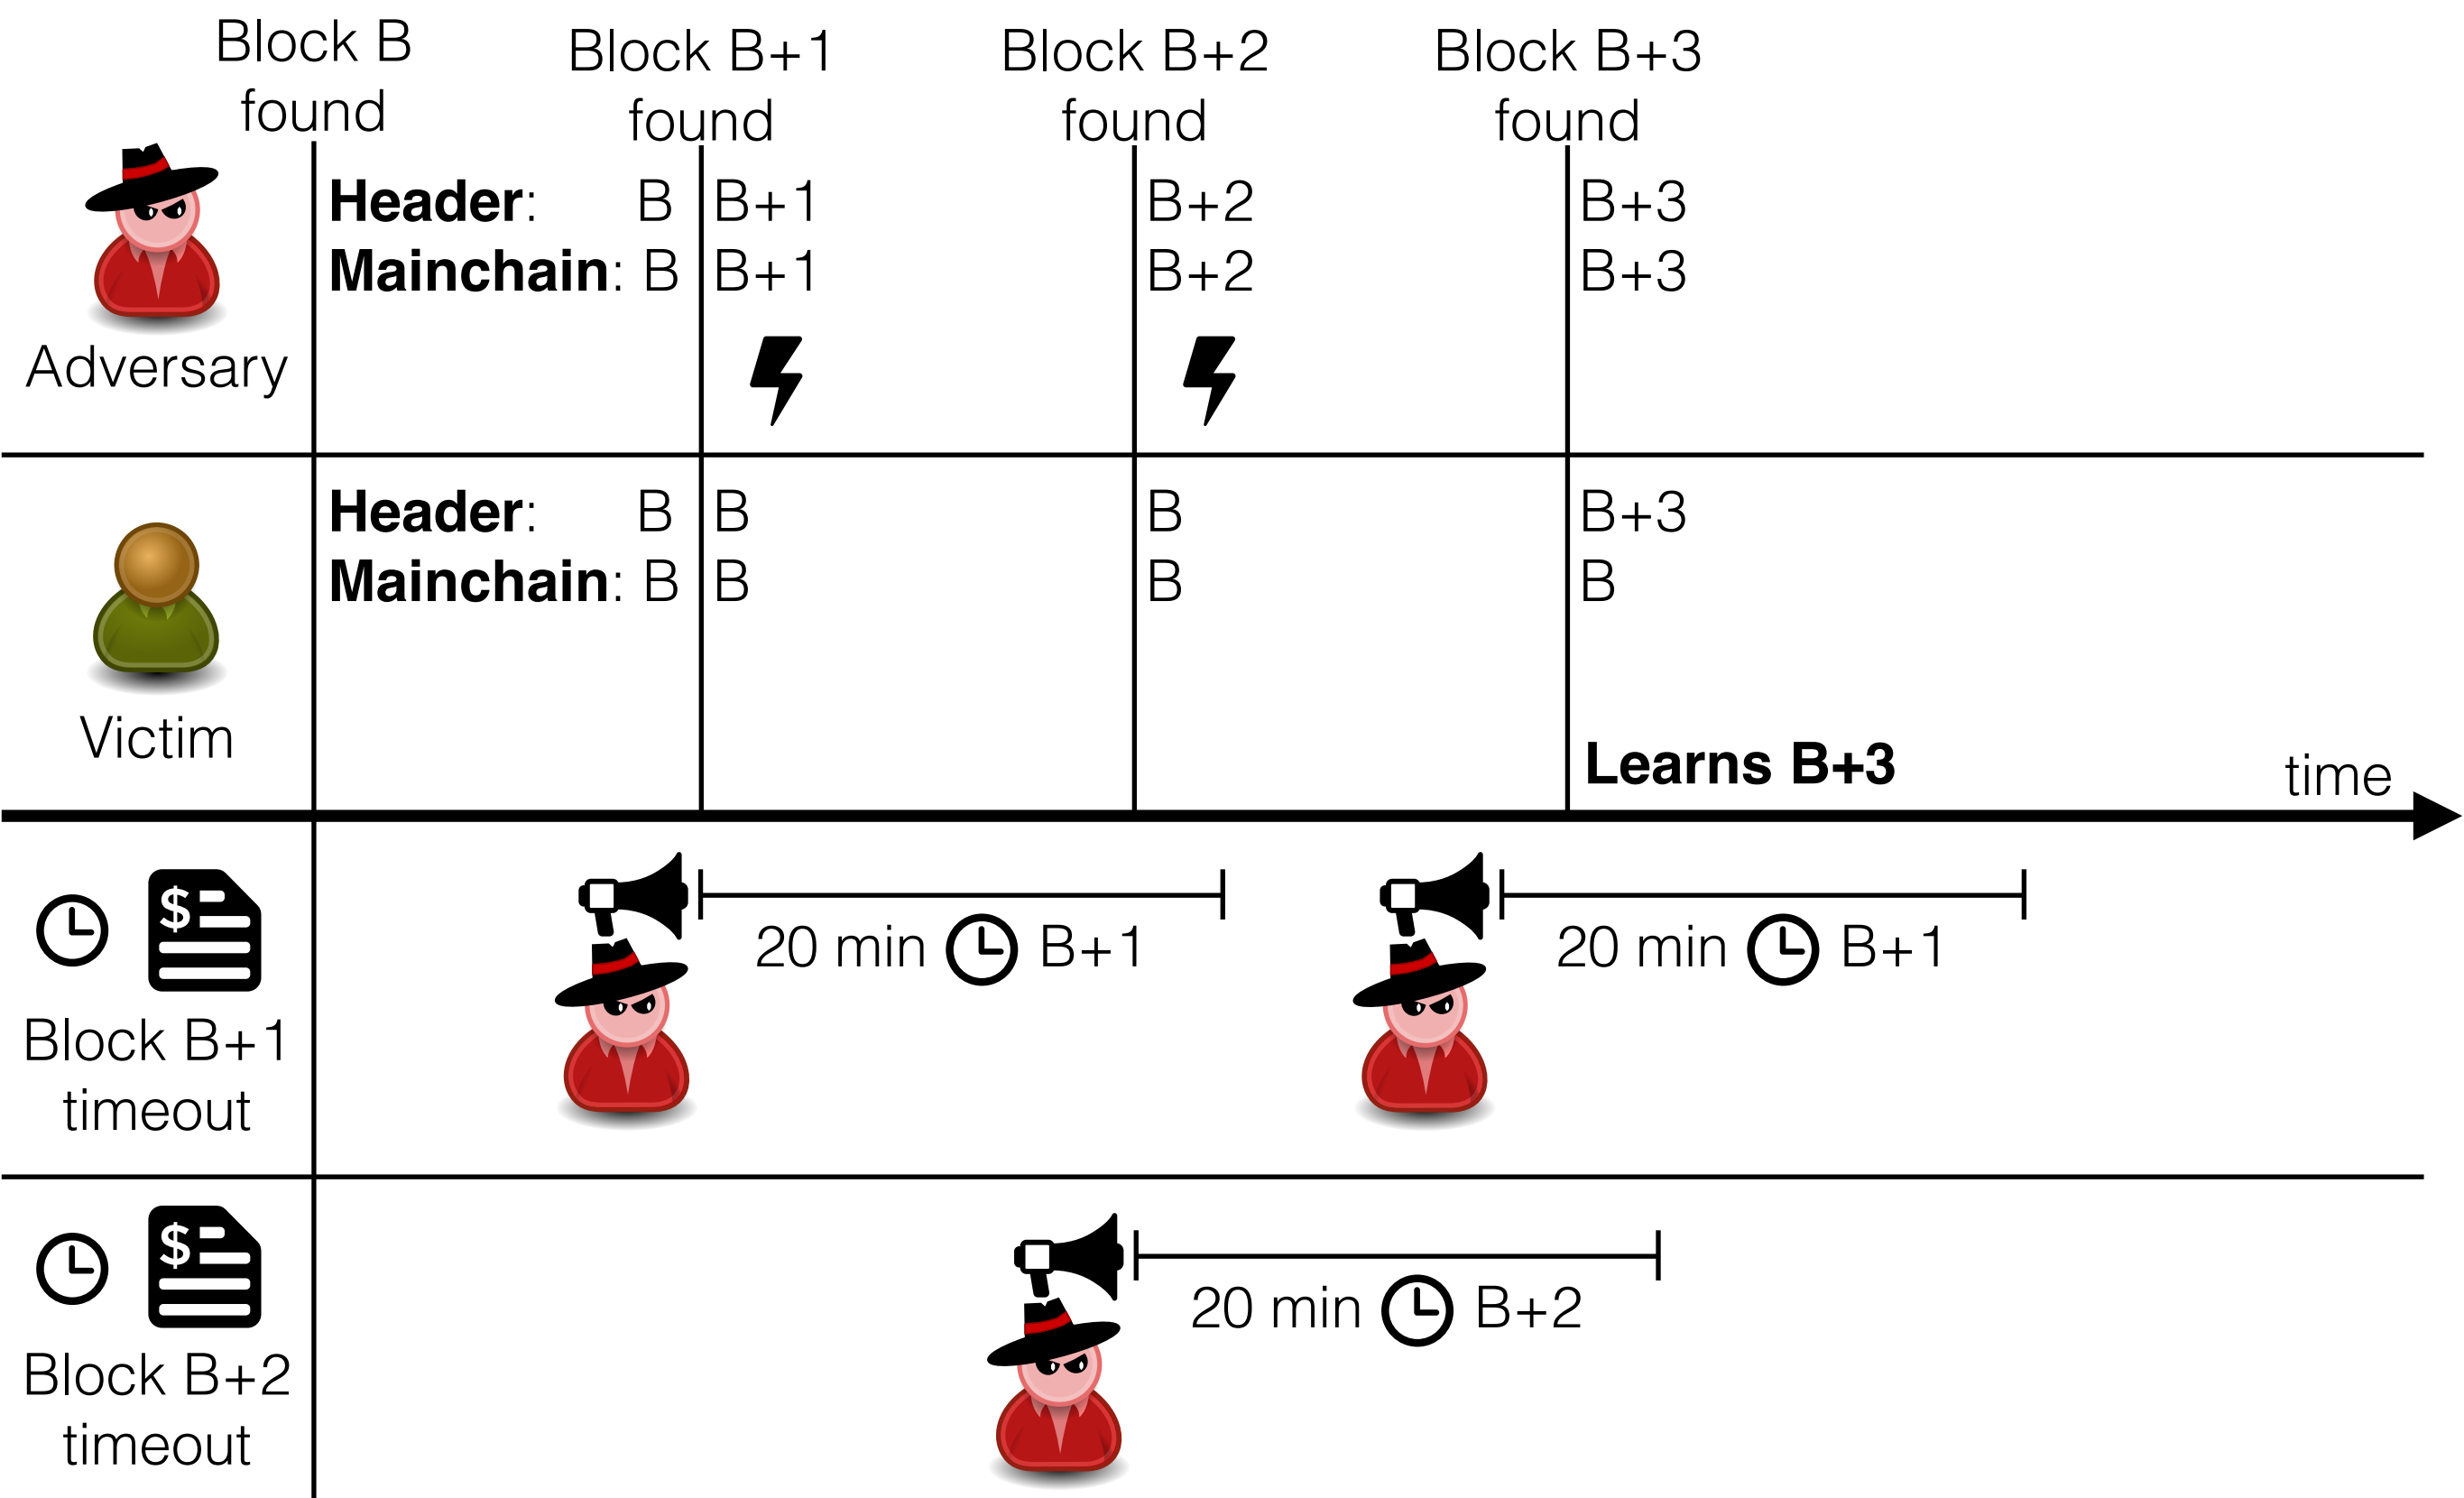 Block B
found
Block B+1
found
Block B+2
found
Block B+3
found
Adversary
Header: B B+1 B+2 B+3
Mainchain: B B+1 B+2 B+3
Victim
Header: B B B B+3
Mainchain: B B B B
Learns B+3
time
$
Block B+1
timeout
20 min B+1
20 min B+1
$
Block B+2
timeout
20 min B+2